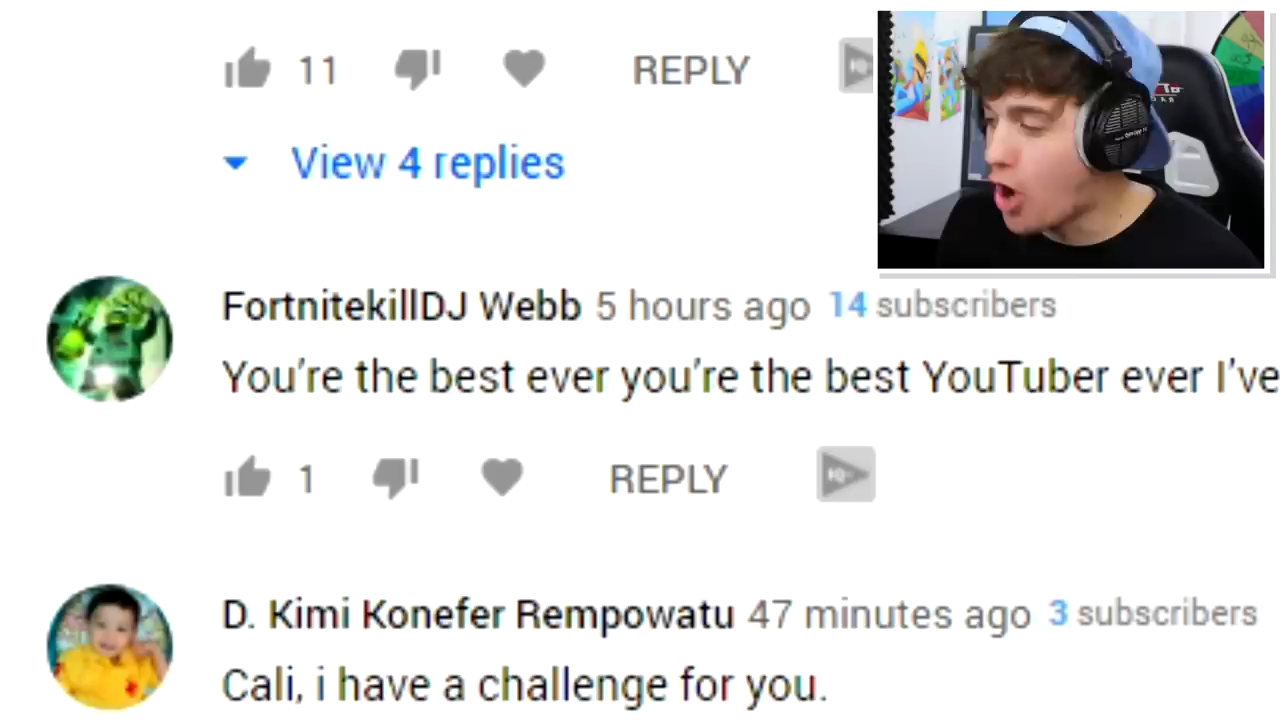 11 REPLY
View 4 replies
FortnitekillDJ Webb 5 hours ago 14 subscribers
You're the best ever you're the best YouTuber ever I've
1 REPLY
D. Kimi Konefer Rempowatu 47 minutes ago 3 subscribers
Cali, i have a challenge for you.